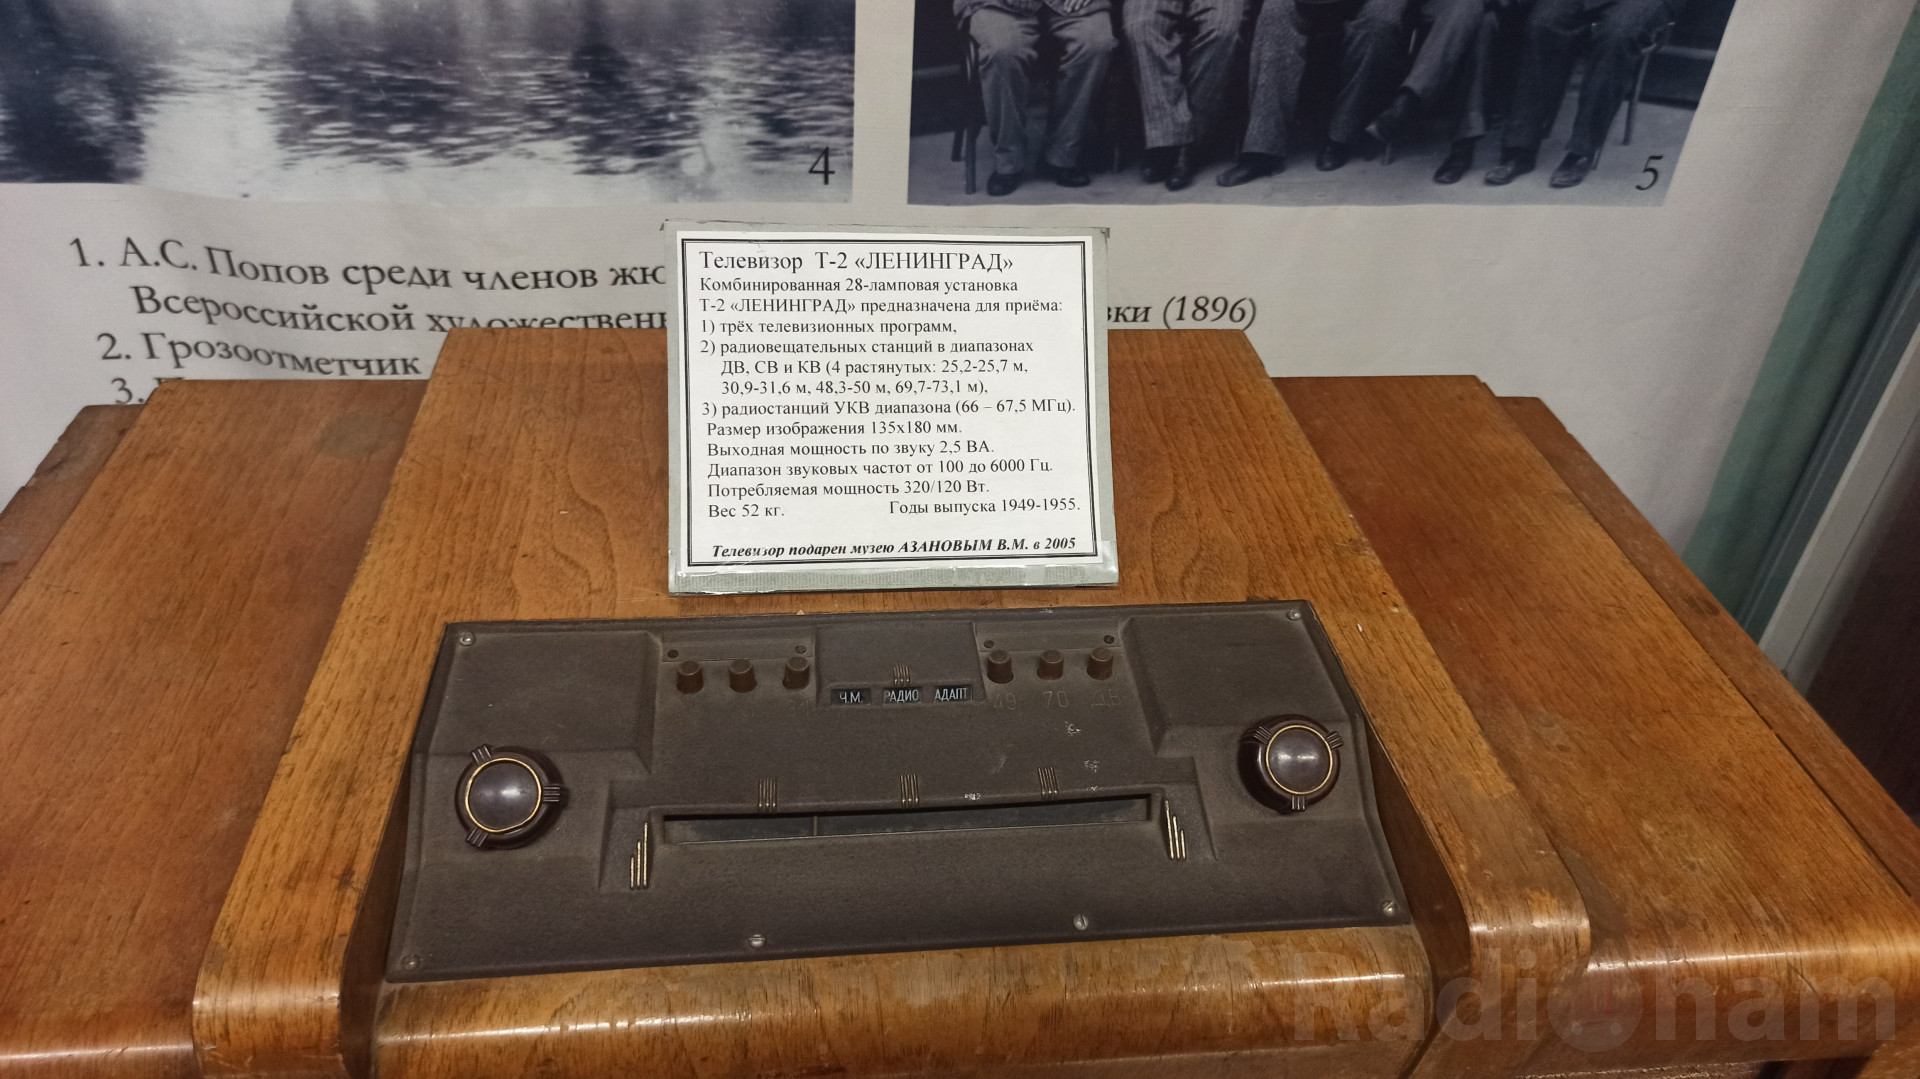 4
5
1. А.С. Попов среди членов жю
Всероссийской художественн
вки (1896)
2. Грозоотметчик
3.
Телевизор Т-2 «ЛЕНИНГРАД»
Комбинированная 28-ламповая установка
Т-2 «ЛЕНИНГРАД» предназначена для приёма:
1) трёх телевизионных программ,
2) радиовещательных станций в диапазонах
ДВ, СВ и КВ (4 растянутых: 25,2-25,7 м,
30,9-31,6 м, 48,3-50 м, 69,7-73,1 м),
3) радиостанций УКВ диапазона (66 – 67,5 МГц).
Размер изображения 135х180 мм.
Выходная мощность по звуку 2,5 ВА.
Диапазон звуковых частот от 100 до 6000 Гц.
Потребляемая мощность 320/120 Вт.
Вес 52 кг. Годы выпуска 1949-1955.
Телевизор подарен музею АЗАНОВЫМ В.М. в 2005
Ч.М. РАДИО АДАПТ
49 70 ДВ
Radioham